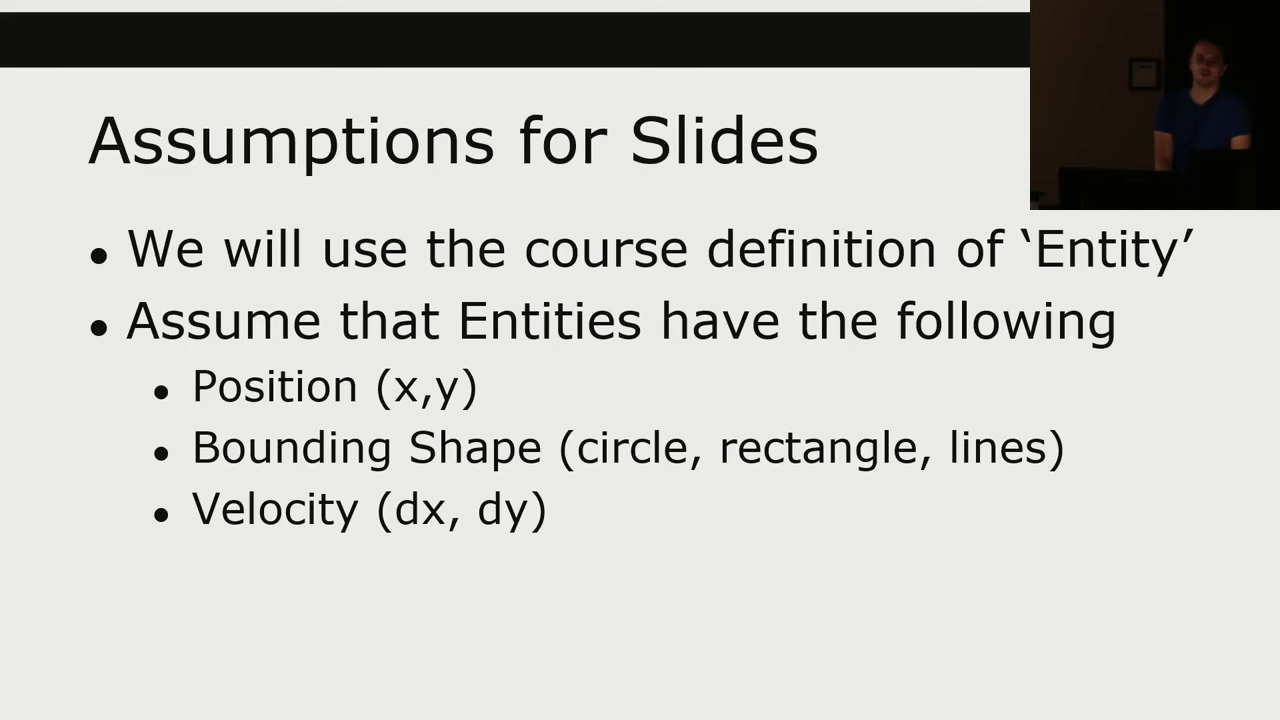 Assumptions for Slides
• We will use the course definition of ‘Entity’
• Assume that Entities have the following
• Position (x,y)
• Bounding Shape (circle, rectangle, lines)
• Velocity (dx, dy)